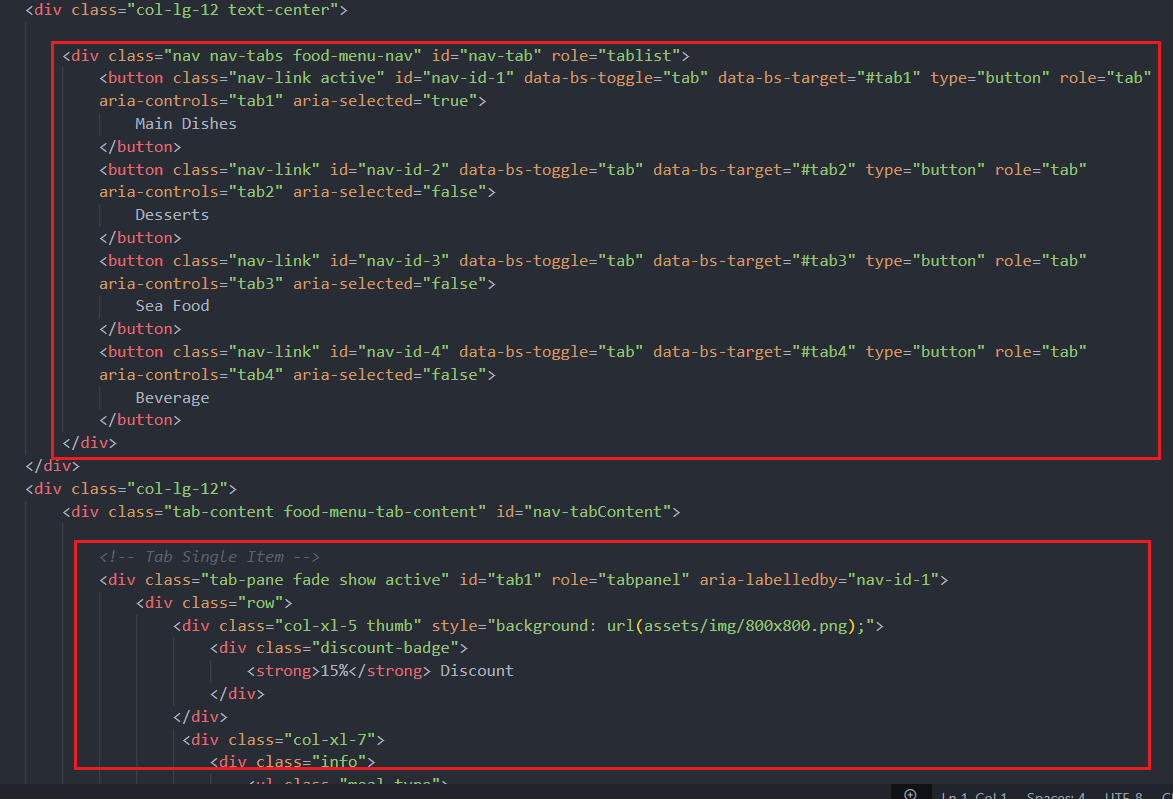 <div class="col-lg-12 text-center">
<div class="nav nav-tabs food-menu-nav" id="nav-tab" role="tablist">
<button class="nav-link active" id="nav-id-1" data-bs-toggle="tab" data-bs-target="#tab1" type="button" role="tab"
aria-controls="tab1" aria-selected="true">
Main Dishes
</button>
<button class="nav-link" id="nav-id-2" data-bs-toggle="tab" data-bs-target="#tab2" type="button" role="tab"
aria-controls="tab2" aria-selected="false">
Desserts
</button>
<button class="nav-link" id="nav-id-3" data-bs-toggle="tab" data-bs-target="#tab3" type="button" role="tab"
aria-controls="tab3" aria-selected="false">
Sea Food
</button>
<button class="nav-link" id="nav-id-4" data-bs-toggle="tab" data-bs-target="#tab4" type="button" role="tab"
aria-controls="tab4" aria-selected="false">
Beverage
</button>
</div>
</div>
<div class="col-lg-12">
<div class="tab-content food-menu-tab-content" id="nav-tabContent">
<!-- Tab Single Item -->
<div class="tab-pane fade show active" id="tab1" role="tabpanel" aria-labelledby="nav-id-1">
<div class="row">
<div class="col-xl-5 thumb" style="background: url(assets/img/800x800.png);">
<div class="discount-badge">
<strong>15%</strong> Discount
</div>
</div>
<div class="col-xl-7">
<div class="info">
<ul class="meal-type">
Ln 1, Col 1 Spaces: 4 UTF-8